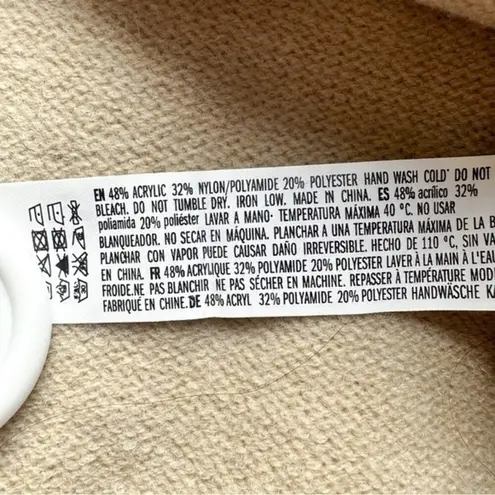 EN 48% ACRYLIC 32% NYLON/POLYAMIDE 20% POLYESTER HAND WASH COLD* DO NOT
BLEACH. DO NOT TUMBLE DRY. IRON LOW. MADE IN CHINA. ES 48% acrílico 32%
poliamida 20% poliéster LAVAR A MANO· TEMPERATURA MÁXIMA 40 °C. NO USAR
BLANQUEADOR. NO SECAR EN MÁQUINA. PLANCHAR A UNA TEMPERATURA MÁXIMA DE LA B
PLANCHAR CON VAPOR PUEDE CAUSAR DAÑO IRREVERSIBLE. HECHO DE 110 °C, SIN VA
EN CHINA. FR 48% ACRYLIQUE 32% POLYAMIDE 20% POLYESTER LAVER À LA MAIN À L'EAU
FROIDE.NE PAS BLANCHIR NE PAS SÉCHER EN MACHINE. REPASSER À TEMPÉRATURE MOD
FABRIQUÉ EN CHINE.DE 48% ACRYL 32% POLYAMIDE 20% POLYESTER HANDWÄSCHE KA